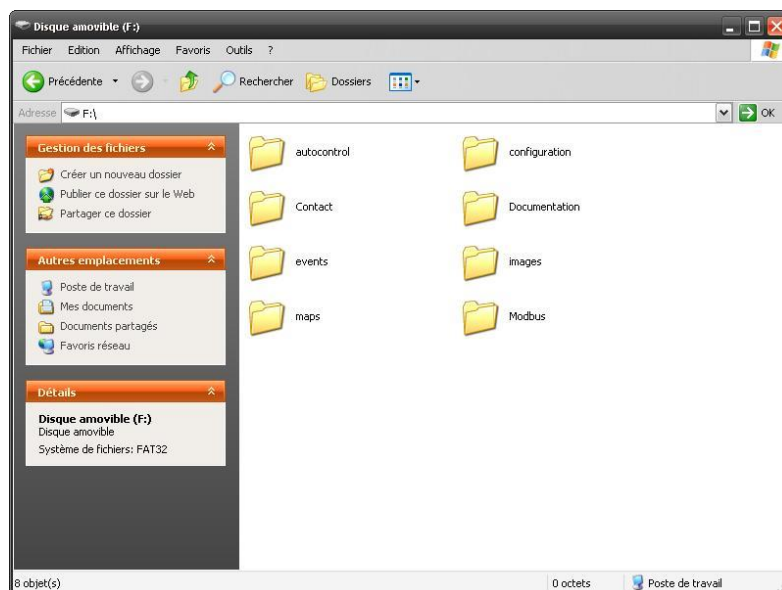 Disque amovible (F:)
Fichier Edition Affichage Favoris Outils ?
Précédente Rechercher Dossiers
Adresse F:\ OK
Gestion des fichiers
Créer un nouveau dossier
Publier ce dossier sur le Web
Partager ce dossier
Autres emplacements
Poste de travail
Mes documents
Documents partagés
Favoris réseau
Détails
Disque amovible (F:)
Disque amovible
Système de fichiers: FAT32
autocontrol configuration
Contact Documentation
events images
maps Modbus
8 objet(s) 0 octets Poste de travail